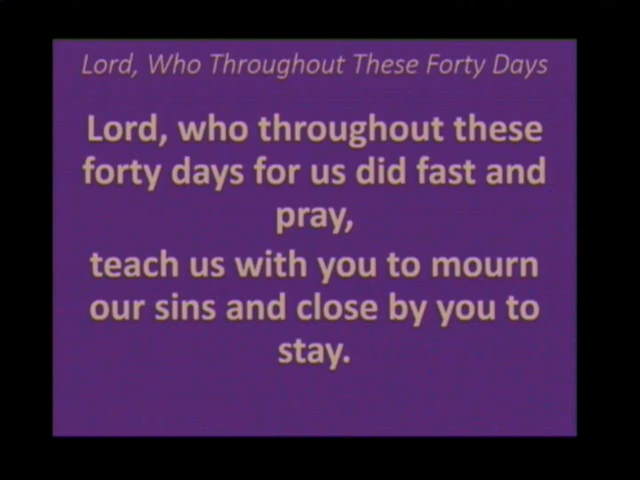 Lord, Who Throughout These Forty Days
Lord, who throughout these
forty days for us did fast and
pray,
teach us with you to mourn
our sins and close by you to
stay.